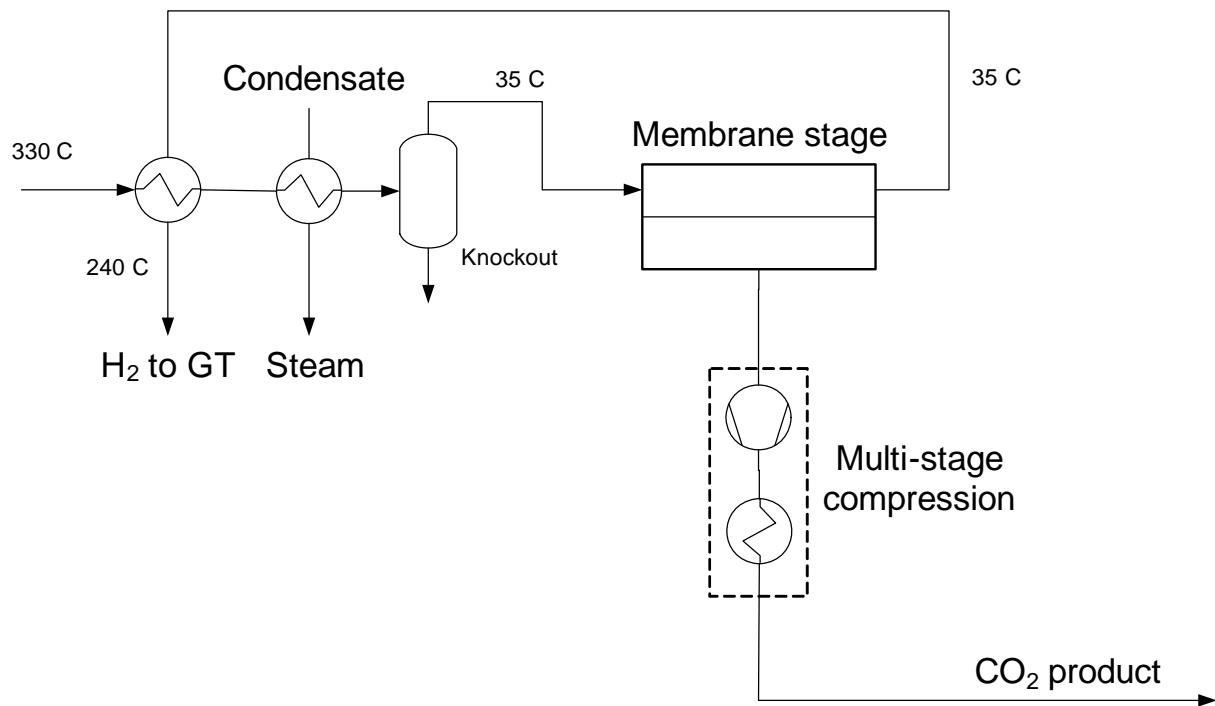 Condensate
35 C
35 C
330 C
Membrane stage
Knockout
240 C
H₂ to GT
Steam
Multi-stage
compression
CO₂ product